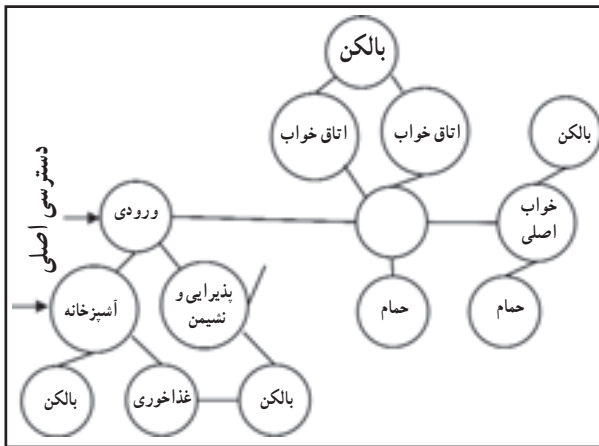 بالکن
اتاق خواب
اتاق خواب
بالکن
دسترسی اصلی
ورودی
خواب
اصلی
آشپزخانه
پذیرایی و
نشیمن
حمام
حمام
بالکن
غذاخوری
بالکن